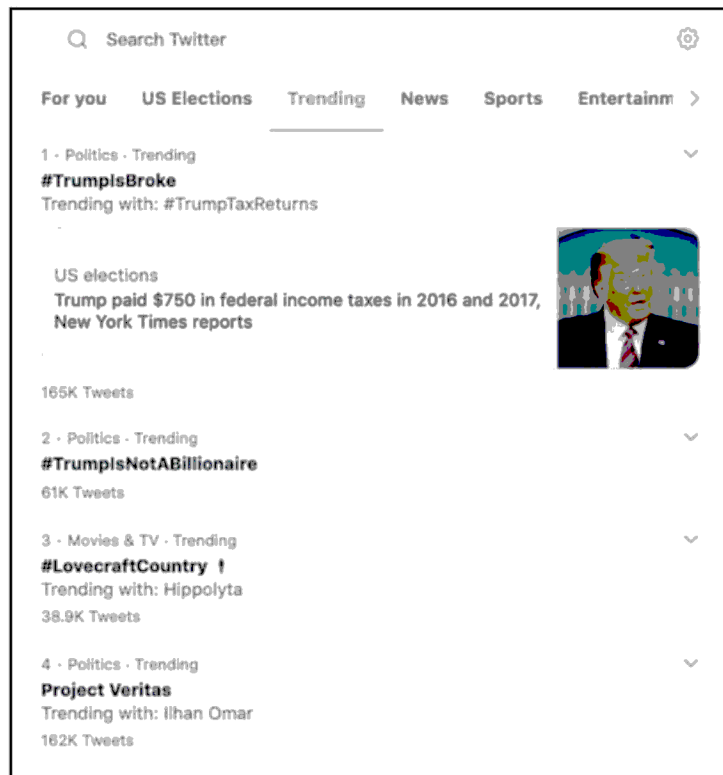 Search Twitter
For you US Elections Trending News Sports Entertainm
1 · Politics · Trending
#TrumpIsBroke
Trending with: #TrumpTaxReturns
US elections
Trump paid $750 in federal income taxes in 2016 and 2017,
New York Times reports
165K Tweets
2 · Politics · Trending
#TrumpIsNotABillionaire
61K Tweets
3 · Movies & TV · Trending
#LovecraftCountry
Trending with: Hippolyta
38.9K Tweets
4 · Politics · Trending
Project Veritas
Trending with: Ilhan Omar
162K Tweets